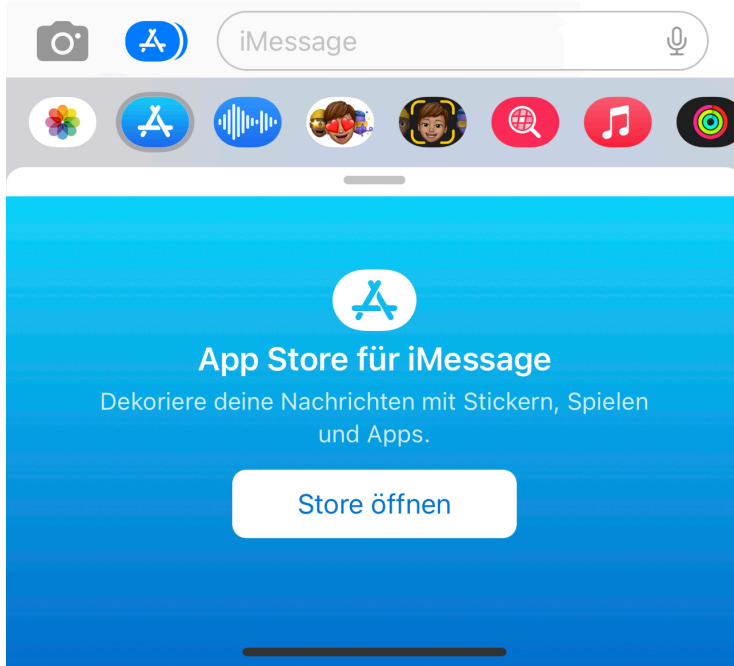 iMessage
App Store für iMessage
Dekoriere deine Nachrichten mit Stickern, Spielen
und Apps.
Store öffnen